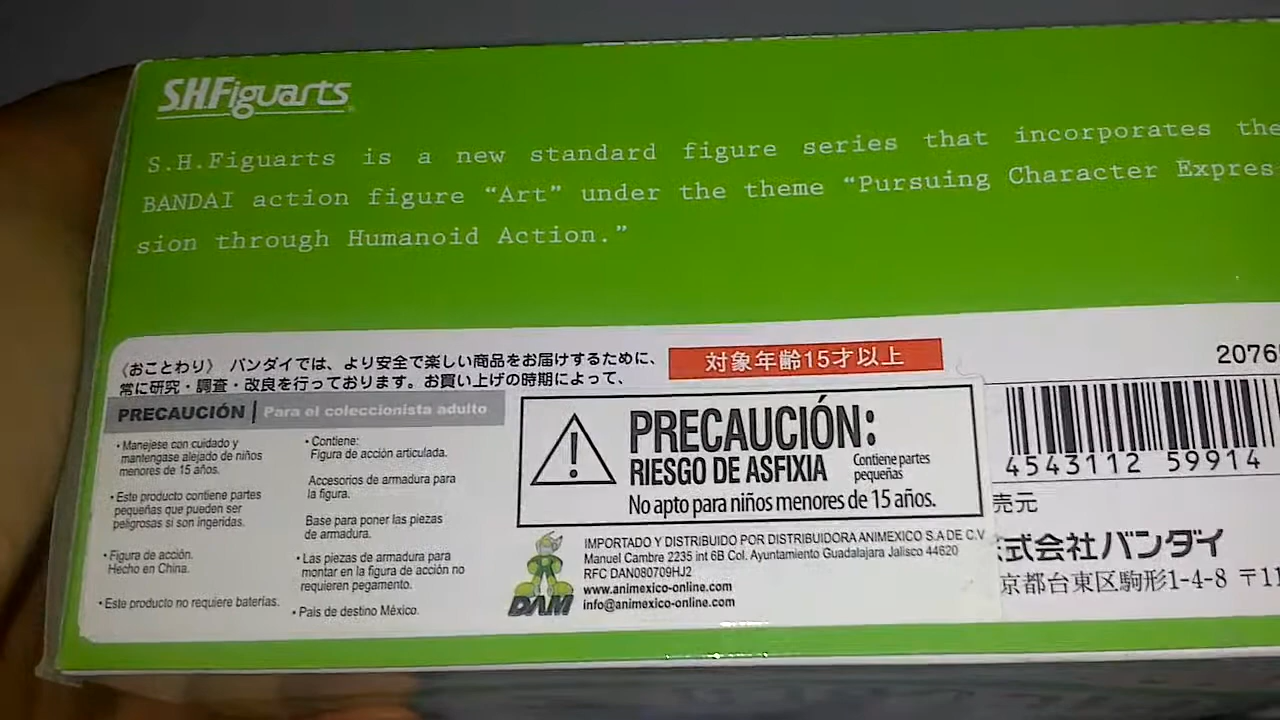 S.H.Figuarts
S.H.Figuarts is a new standard figure series that incorporates the
BANDAI action figure “Art” under the theme “Pursuing Character Expres-
sion through Humanoid Action.”
〈おことわり〉 バンダイでは、より安全で楽しい商品をお届けするために、
常に研究・調査・改良を行っております。お買い上げの時期によって、
対象年齢15才以上
2076
PRECAUCIÓN | Para el coleccionista adulto
• Manejese con cuidado y
mantengase alejado de niños
menores de 15 años.
• Este producto contiene partes
pequeñas que pueden ser
peligrosas si son ingeridas.
• Figura de acción.
Hecho en China.
• Este producto no requiere baterías.
• Contiene:
Figura de acción articulada.
Accesorios de armadura para
la figura.
Base para poner las piezas
de armadura.
• Las piezas de armadura para
montar en la figura de acción no
requieren pegamento.
• Pais de destino México.
PRECAUCIÓN:
RIESGO DE ASFIXIA
Contiene partes
pequeñas
No apto para niños menores de 15 años.
DAM
IMPORTADO Y DISTRIBUIDO POR DISTRIBUIDORA ANIMEXICO S.A DE C.V
Manuel Cambre 2235 int 6B Col. Ayuntamiento Guadalajara Jalisco 44620
RFC DAN080709HJ2
www.animexico-online.com
info@animexico-online.com
4543112 59914
売元
式会社バンダイ
京都台東区駒形1-4-8 〒11